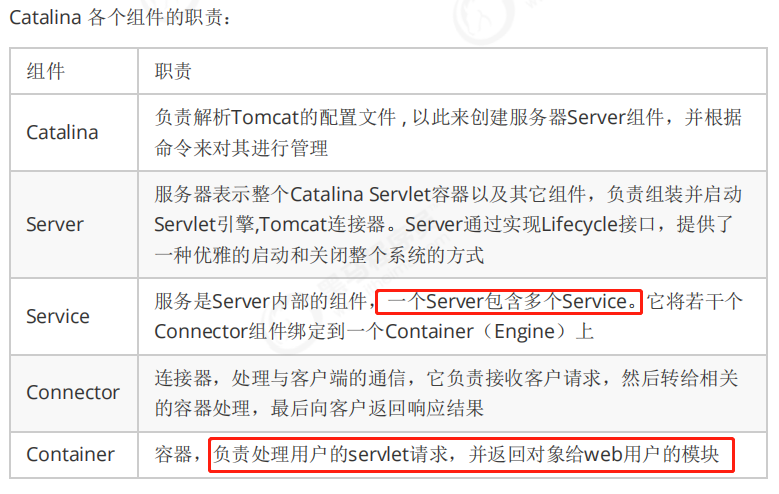 Catalina 各个组件的职责：
组件 职责
Catalina 负责解析Tomcat的配置文件 , 以此来创建服务器Server组件，并根据
命令来对其进行管理
Server 服务器表示整个Catalina Servlet容器以及其它组件，负责组装并启动
Servlet引擎,Tomcat连接器。Server通过实现Lifecycle接口，提供了
一种优雅的启动和关闭整个系统的方式
Service 服务是Server内部的组件，一个Server包含多个Service。它将若干个
Connector组件绑定到一个Container（Engine）上
Connector 连接器，处理与客户端的通信，它负责接收客户请求，然后转给相关
的容器处理，最后向客户返回响应结果
Container 容器，负责处理用户的servlet请求，并返回对象给web用户的模块